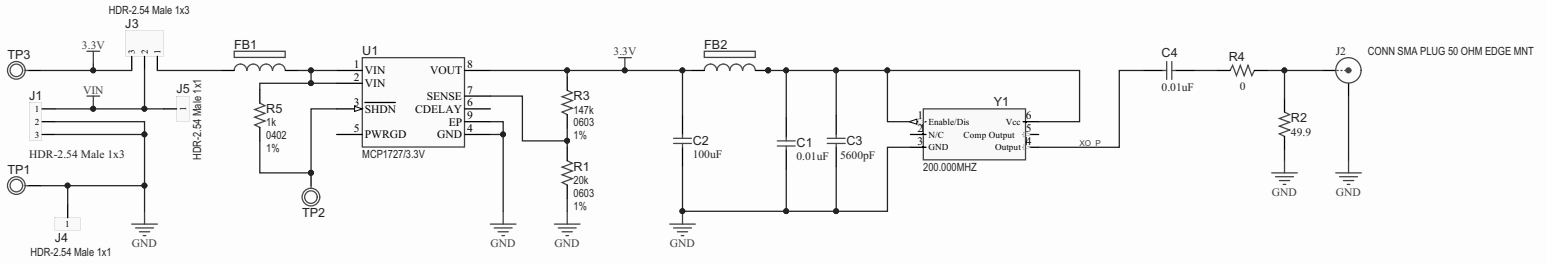 HDR-2.54 Male 1x3
J3
TP3
3.3V
3
2
1
J1
VIN
1
2
3
HDR-2.54 Male 1x3
J5
1
HDR-2.54 Male 1x1
TP1
J4
1
HDR-2.54 Male 1x1
GND
FB1
R5
1k
0402
1%
TP2
U1
1 VIN
2 VIN
3 SHDN
5 PWRGD
VOUT 8
SENSE 7
CDELAY 6
EP 9
GND 4
MCP1727/3.3V
GND
R3
147k
0603
1%
R1
20k
0603
1%
GND
3.3V
FB2
C2
100uF
GND
C1
0.01uF
C3
5600pF
Y1
1 Enable/Dis
2 N/C
3 GND
Vcc 6
Comp Output 5
Output 4
200.000MHZ
XO_P
C4
0.01uF
R4
0
R2
49.9
GND
J2
CONN SMA PLUG 50 OHM EDGE MNT
GND